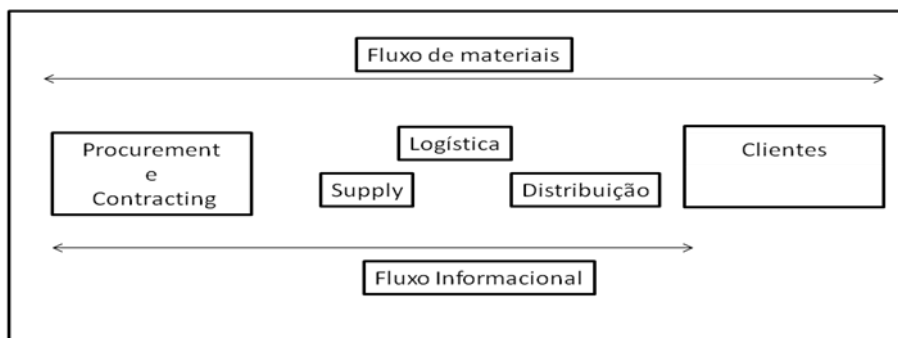 Fluxo de materiais
Procurement
e
Contracting
Logística
Supply
Distribuição
Clientes
Fluxo Informacional